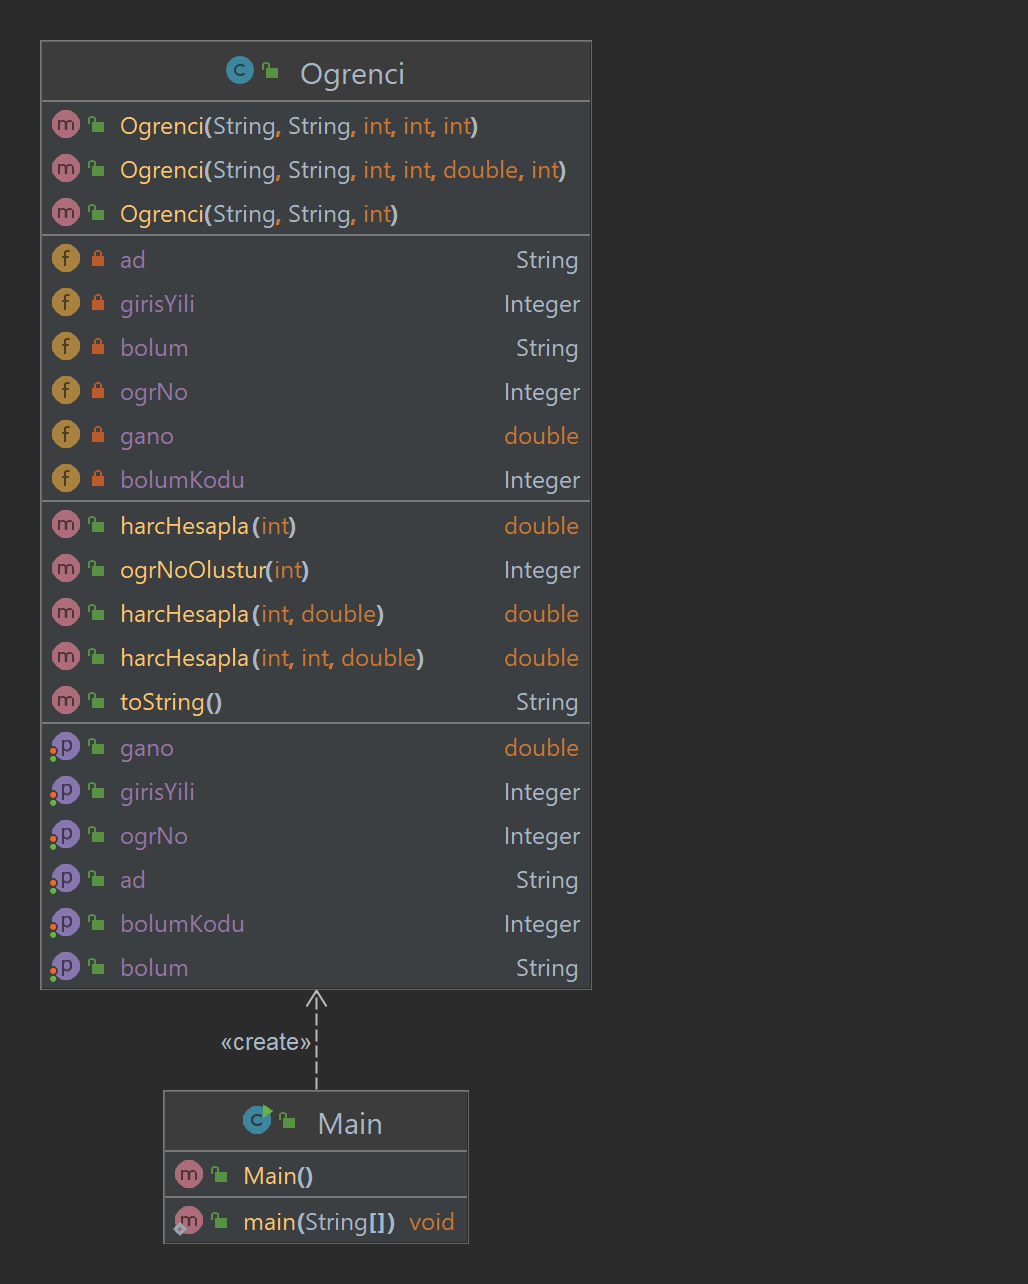 Ogrenci
Ogrenci(String, String, int, int, int)
Ogrenci(String, String, int, int, double, int)
Ogrenci(String, String, int)
ad String
girisYili Integer
bolum String
ogrNo Integer
gano double
bolumKodu Integer
harcHesapla(int) double
ogrNoOlustur(int) Integer
harcHesapla(int, double) double
harcHesapla(int, int, double) double
toString() String
gano double
girisYili Integer
ogrNo Integer
ad String
bolumKodu Integer
bolum String
«create»
Main
Main()
main(String[]) void